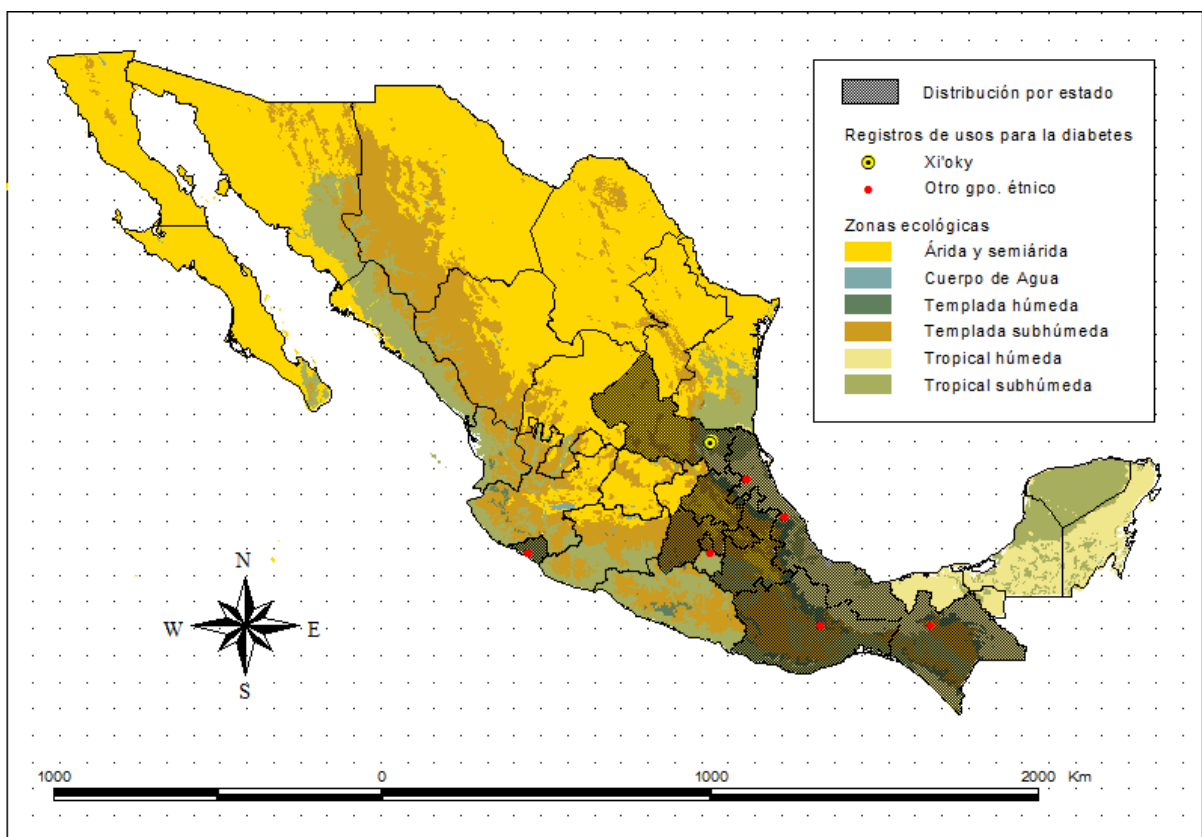 Distribución por estado
Registros de usos para la diabetes
Xi'oky
Otro gpo. étnico
Zonas ecológicas
Árida y semiárida
Cuerpo de Agua
Templada húmeda
Templada subhúmeda
Tropical húmeda
Tropical subhúmeda
N
W E
S
1000 0 1000 2000 Km